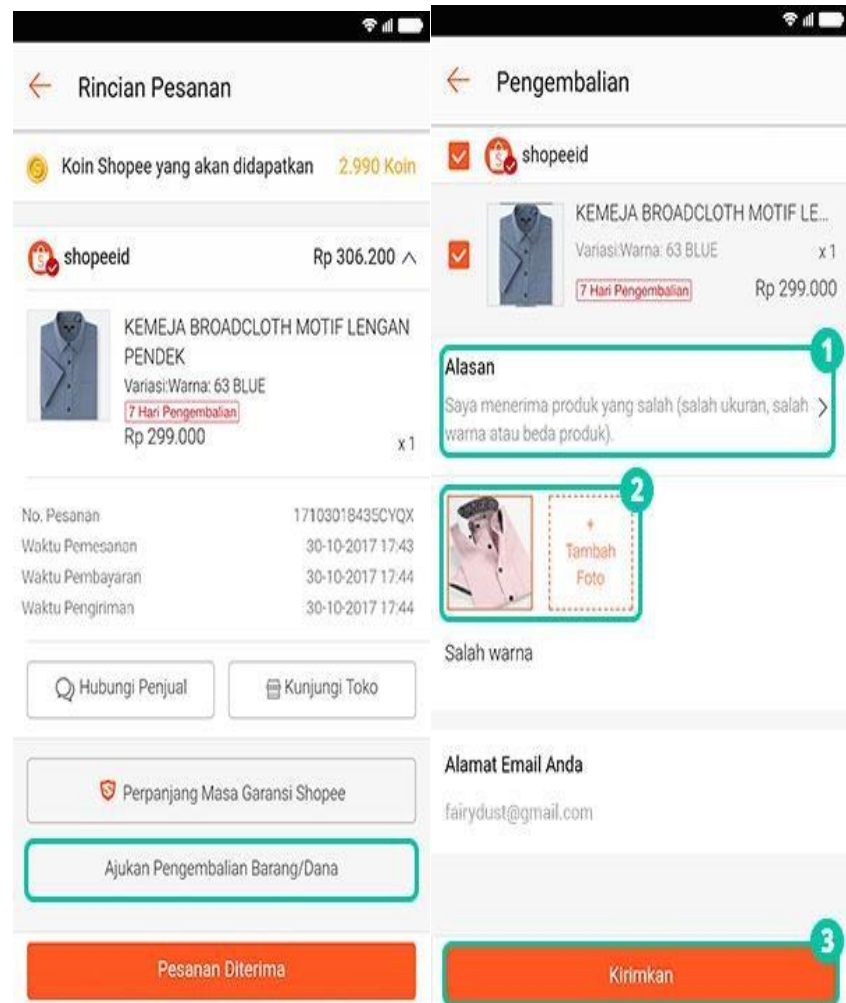 Rincian Pesanan
Koin Shopee yang akan didapatkan 2.990 Koin
shopeeid Rp 306.200
KEMEJA BROADCLOTH MOTIF LENGAN
PENDEK
Variasi:Warna: 63 BLUE
7 Hari Pengembalian
Rp 299.000 x1
No. Pesanan 17103018435CYQX
Waktu Pemesanan 30-10-2017 17:43
Waktu Pembayaran 30-10-2017 17:44
Waktu Pengiriman 30-10-2017 17:44
Hubungi Penjual Kunjungi Toko
Perpanjang Masa Garansi Shopee
Ajukan Pengembalian Barang/Dana
Pesanan Diterima
Pengembalian
shopeeid
KEMEJA BROADCLOTH MOTIF LE...
Variasi:Warna: 63 BLUE x1
7 Hari Pengembalian Rp 299.000
1
Alasan
Saya menerima produk yang salah (salah ukuran, salah
warna atau beda produk).
2
+
Tambah
Foto
Salah warna
Alamat Email Anda
fairydust@gmail.com
3
Kirimkan